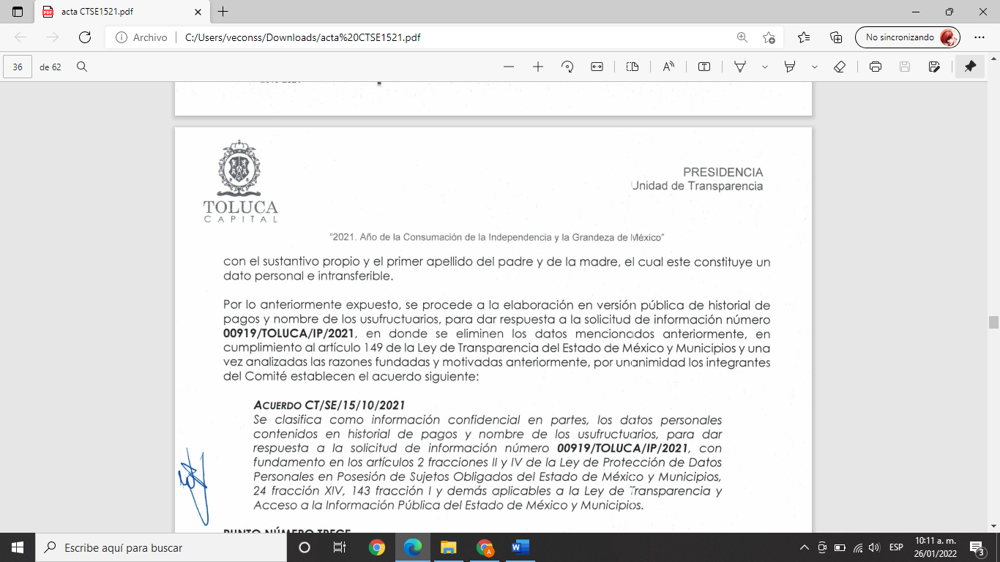 acta CTSE1521.pdf
Archivo
C:/Users/veconss/Downloads/acta%20CTSE1521.pdf
No sincronizando
36
de 62
TOLUCA
CAPITAL
PRESIDENCIA
Unidad de Transparencia
"2021. Año de la Consumación de la Independencia y la Grandeza de México"
con el sustantivo propio y el primer apellido del padre y de la madre, el cual este constituye un
dato personal e intransferible.
Por lo anteriormente expuesto, se procede a la elaboración en versión pública de historial de
pagos y nombre de los usufructuarios, para dar respuesta a la solicitud de información número
00919/TOLUCA/IP/2021, en donde se eliminen los datos mencionados anteriormente, en
cumplimiento al artículo 149 de la Ley de Transparencia del Estado de México y Municipios y una
vez analizadas las razones fundadas y motivadas anteriormente, por unanimidad los integrantes
del Comité establecen el acuerdo siguiente:
ACUERDO CT/SE/15/10/2021
Se clasifica como información confidencial en partes, los datos personales
contenidos en historial de pagos y nombre de los usufructuarios, para dar
respuesta a la solicitud de información número 00919/TOLUCA/IP/2021, con
fundamento en los artículos 2 fracciones II y IV de la Ley de Protección de Datos
Personales en Posesión de Sujetos Obligados del Estado de México y Municipios,
24 fracción XIV, 143 fracción I y demás aplicables a la Ley de Transparencia y
Acceso a la Información Pública del Estado de México y Municipios.
PUNTO NÚMERO TRECE
Escribe aquí para buscar
ESP
10:11 a. m.
26/01/2022
3